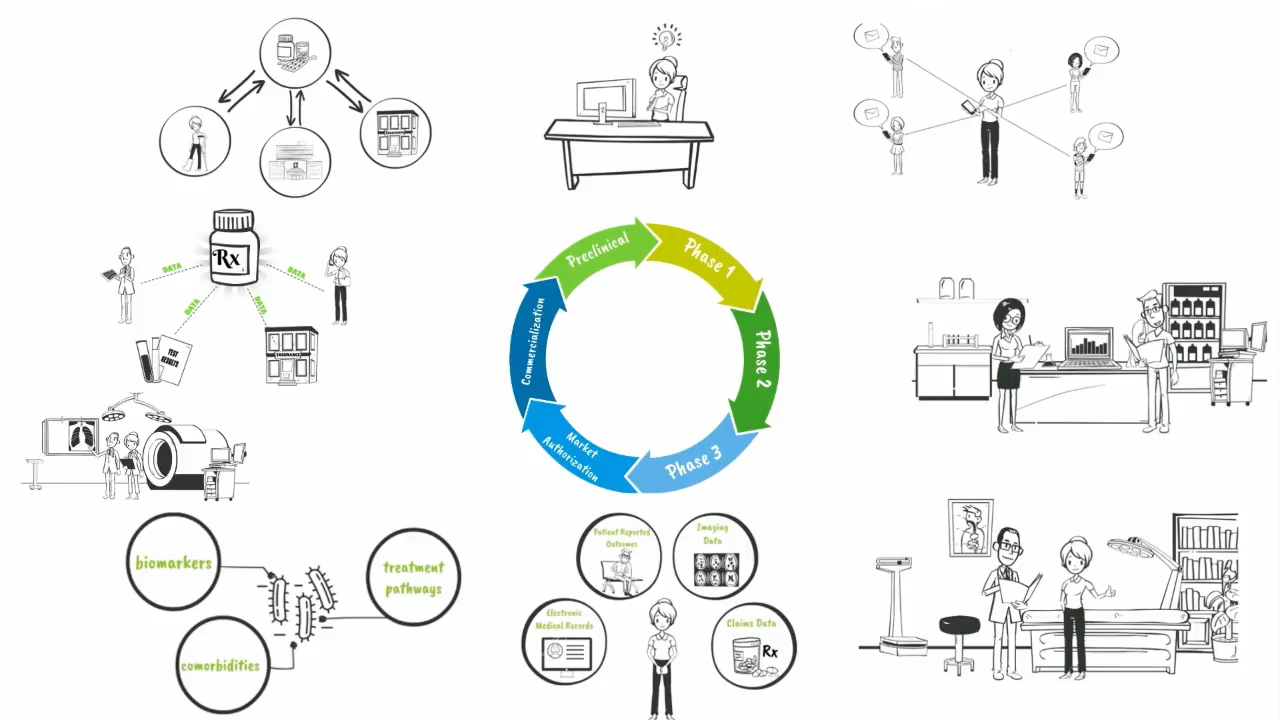 INSURANCE
Rx
DATA
DATA
DATA
DATA
TEST
RESULTS
INSURANCE
Preclinical
Phase 1
Phase 2
Phase 3
Market
Authorization
Commercialization
biomarkers
treatment
pathways
comorbidities
Patient Reported
Outcomes
Imaging
Data
Electronic
Medical Records
Claims Data
Rx